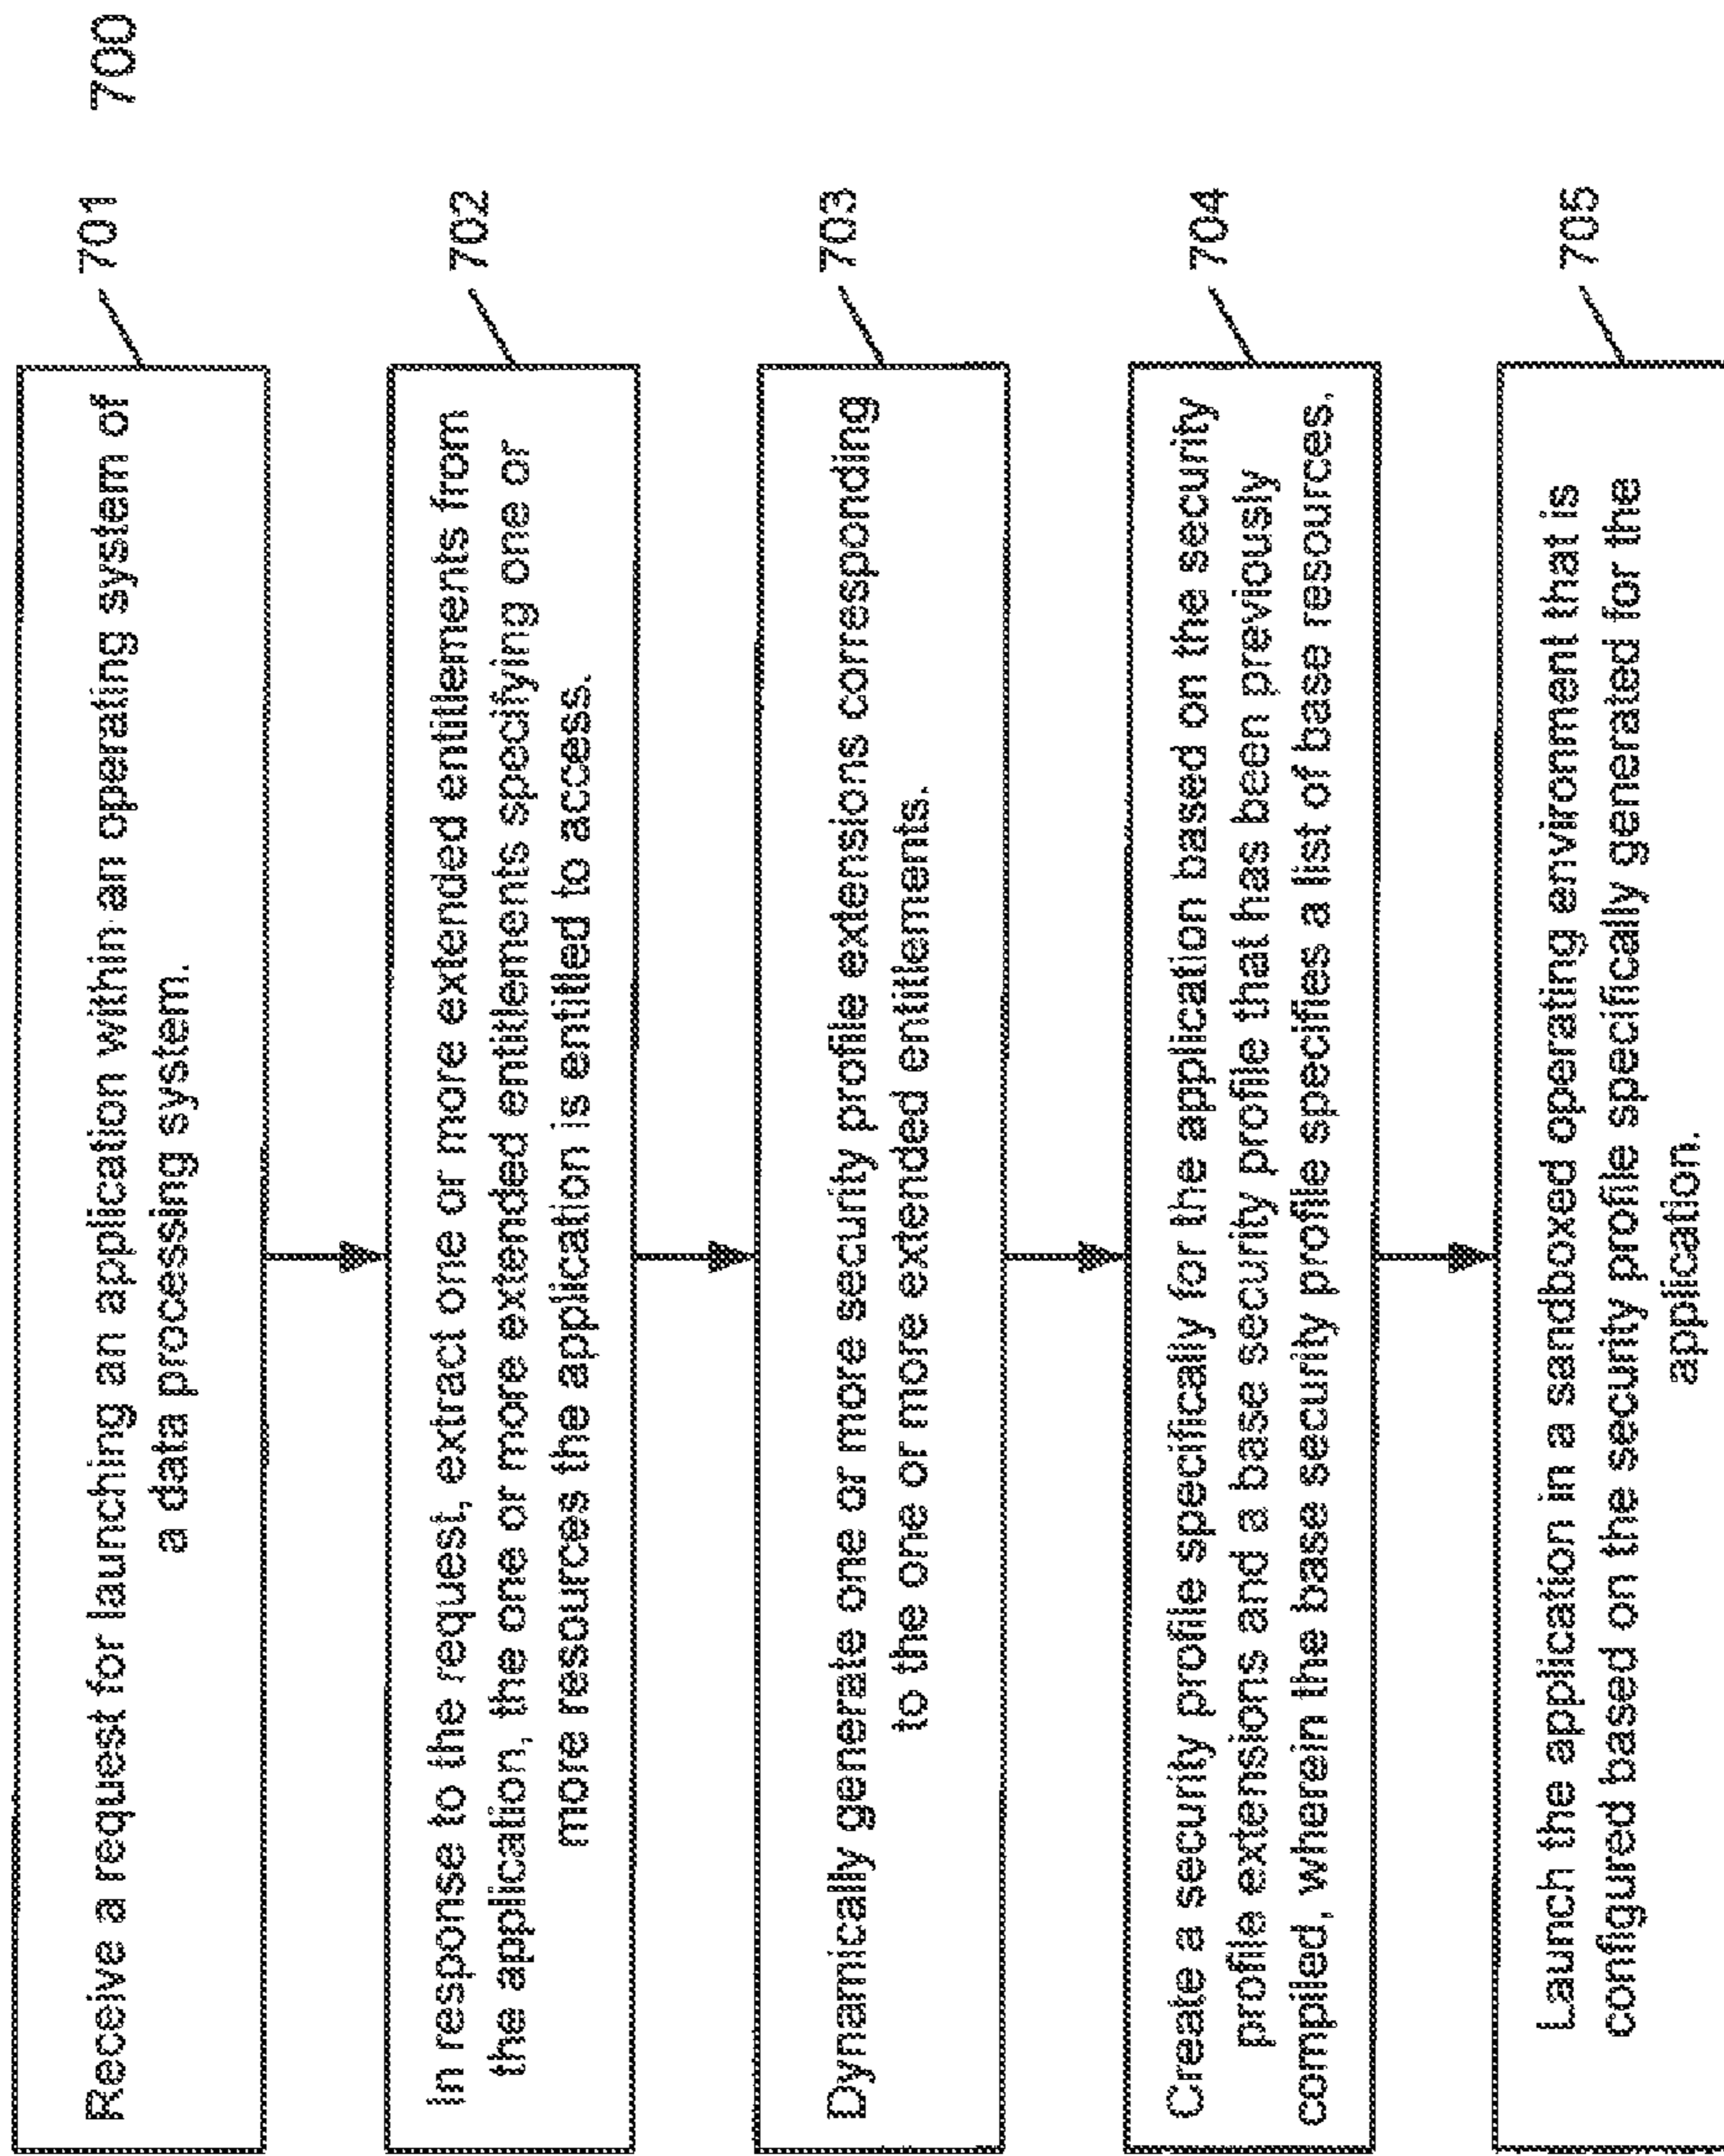 700
701
Receive a request for launching an application within an operating system of
a data processing system.
702
In response to the request, extract one or more extended entitlements from
the application, the one or more extended entitlements specifying one or
more resources the application is entitled to access.
703
Dynamically generate one or more security profile extensions corresponding
to the one or more extended entitlements.
704
Create a security profile specifically for the application based on the security
profile extensions and a base security profile that has been previously
compiled, wherein the base security profile specifies a list of base resources.
705
Launch the application in a sandboxed operating environment that is
configured based on the security profile specifically generated for the
application.